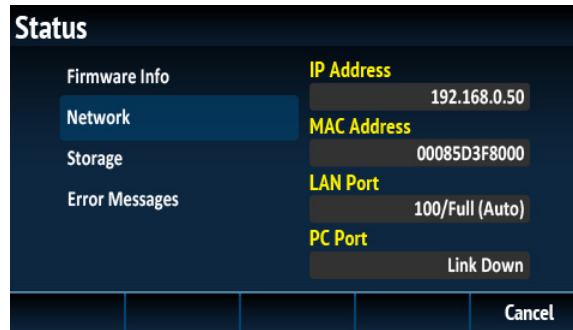 Status
Firmware Info
Network
Storage
Error Messages
IP Address
192.168.0.50
MAC Address
00085D3F8000
LAN Port
100/Full (Auto)
PC Port
Link Down
Cancel